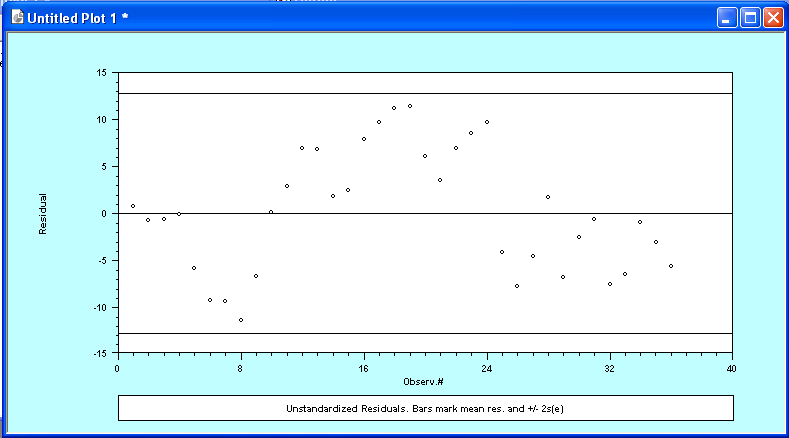 Untitled Plot 1 *
15
10
5
0
-5
-10
-15
Residual
0 8 16 24 32 40
Observ.#
Unstandardized Residuals. Bars mark mean res. and +/- 2s(e)